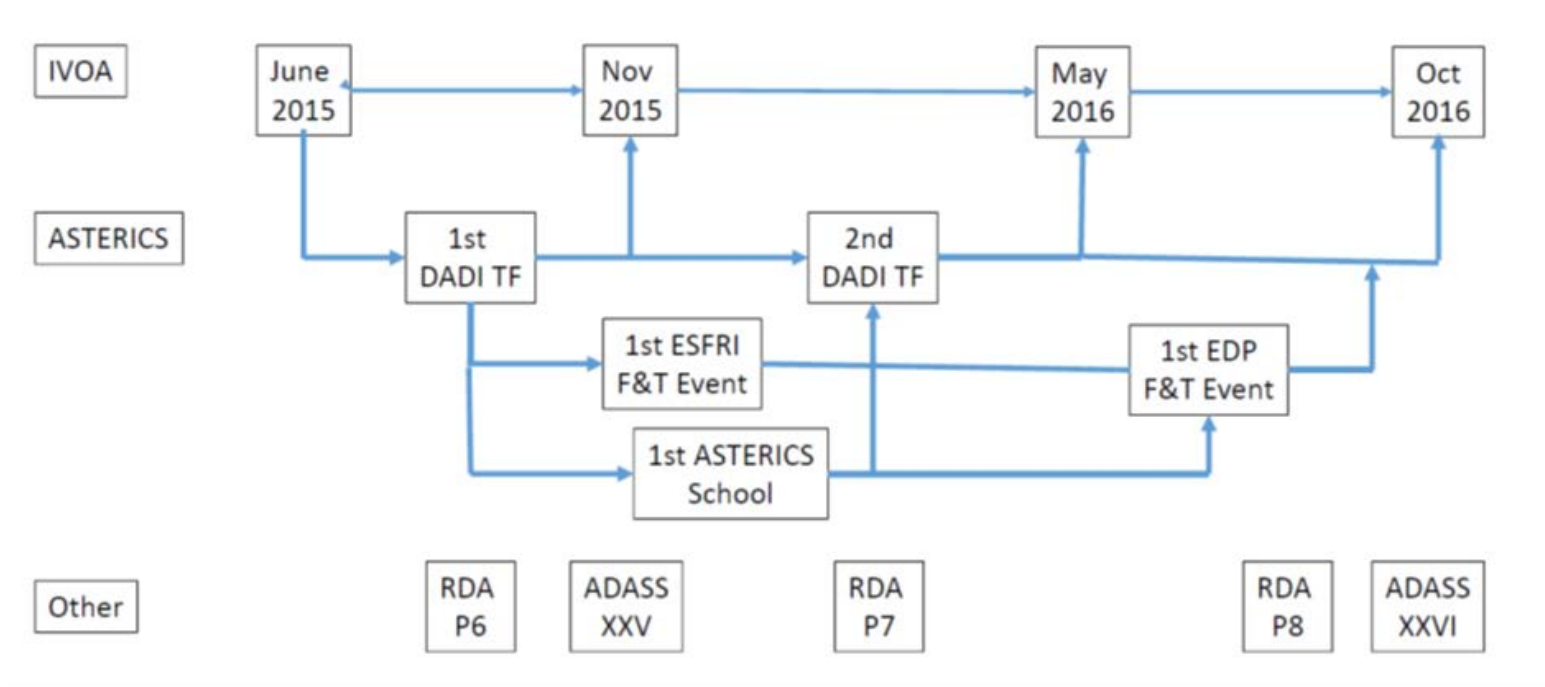 IVOA
June
2015
Nov
2015
May
2016
Oct
2016
ASTERICS
1st
DADI TF
2nd
DADI TF
1st ESFRI
F&T Event
1st EDP
F&T Event
1st ASTERICS
School
Other
RDA
P6
ADASS
XXV
RDA
P7
RDA
P8
ADASS
XXVI